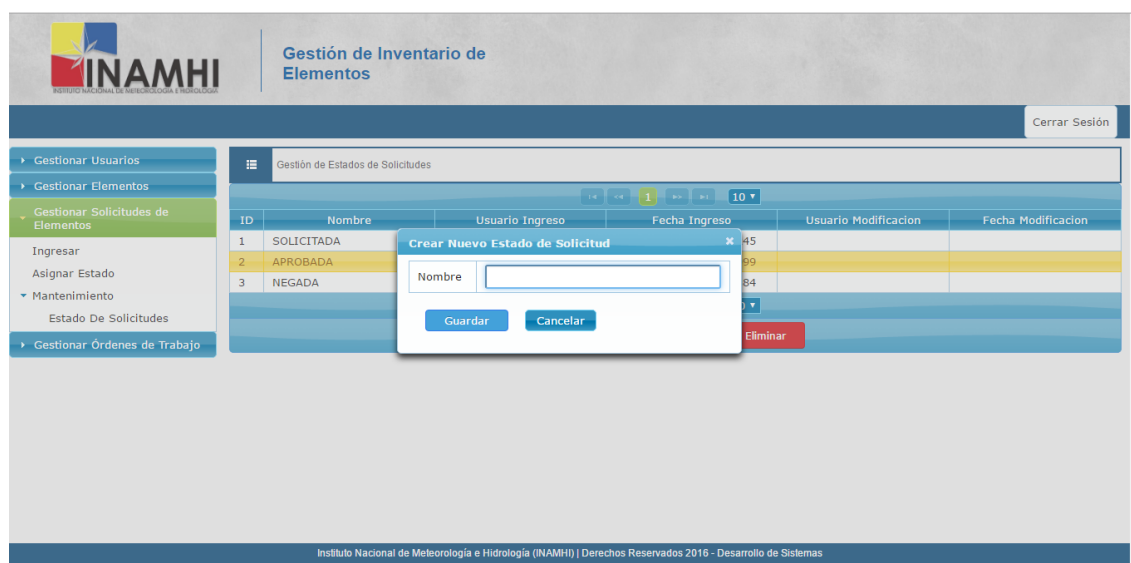 INAMHI
INSTITUTO NACIONAL DE METEOROLOGÍA E HIDROLOGÍA
Gestión de Inventario de
Elementos
Cerrar Sesión
Gestionar Usuarios
Gestionar Elementos
Gestionar Solicitudes de
Elementos
Ingresar
Asignar Estado
Mantenimiento
Estado De Solicitudes
Gestionar Órdenes de Trabajo
Gestión de Estados de Solicitudes
1 10
ID Nombre Usuario Ingreso Fecha Ingreso Usuario Modificacion Fecha Modificacion
1 SOLICITADA 45
2 APROBADA 99
3 NEGADA 84
Eliminar
Crear Nuevo Estado de Solicitud
Nombre
Guardar Cancelar
Instituto Nacional de Meteorología e Hidrología (INAMHI) | Derechos Reservados 2016 - Desarrollo de Sistemas